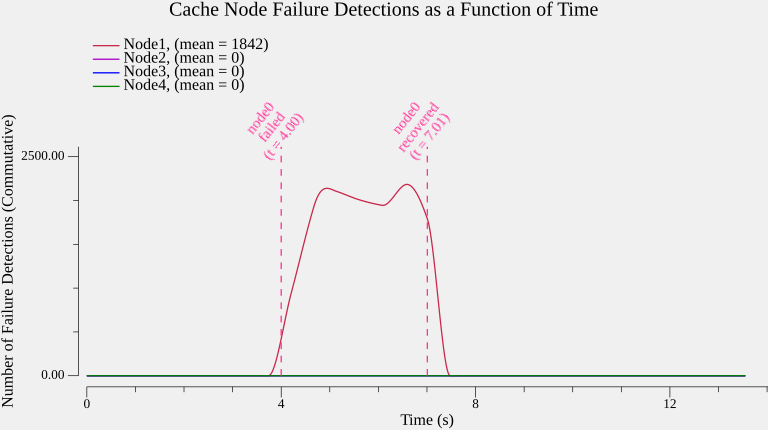 Cache Node Failure Detections as a Function of Time
Node1, (mean = 1842)
Node2, (mean = 0)
Node3, (mean = 0)
Node4, (mean = 0)
node0
failed
(t = 4.00)
node0
recovered
(t = 7.01)
Number of Failure Detections (Commutative)
2500.00
0.00
0
4
8
12
Time (s)